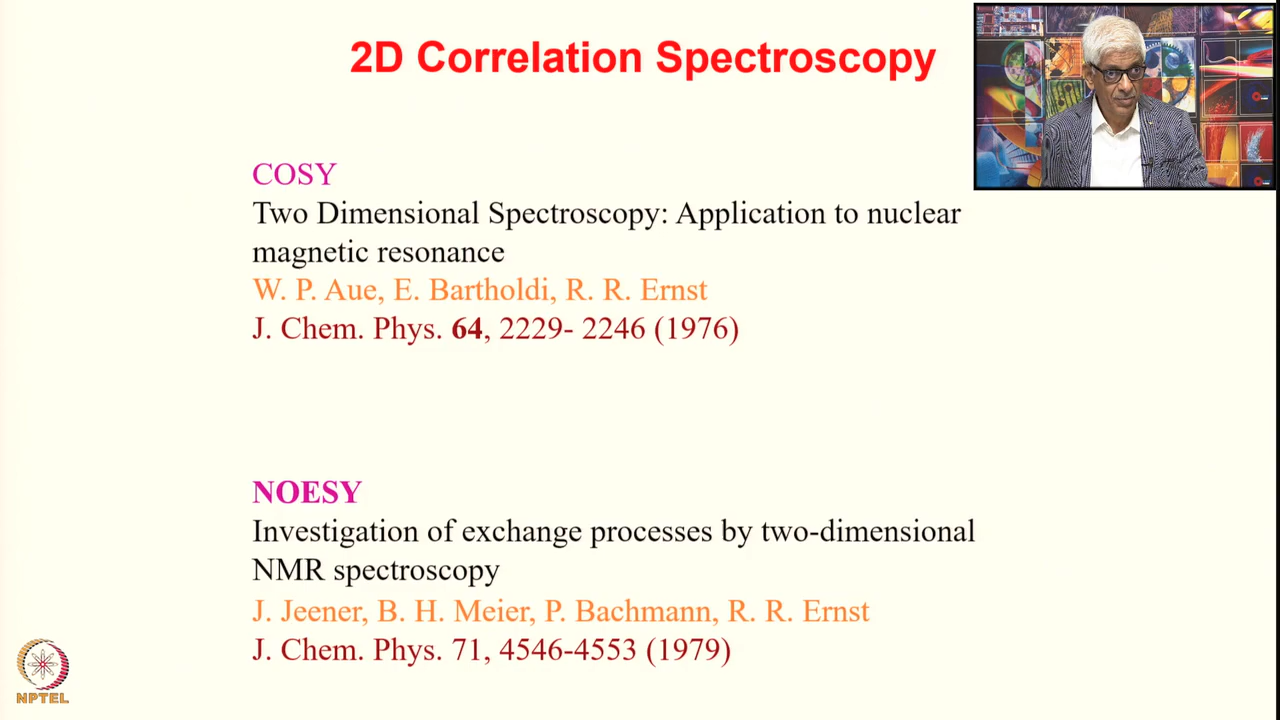 2D Correlation Spectroscopy
COSY
Two Dimensional Spectroscopy: Application to nuclear
magnetic resonance
W. P. Aue, E. Bartholdi, R. R. Ernst
J. Chem. Phys. 64, 2229- 2246 (1976)
NOESY
Investigation of exchange processes by two-dimensional
NMR spectroscopy
J. Jeener, B. H. Meier, P. Bachmann, R. R. Ernst
J. Chem. Phys. 71, 4546-4553 (1979)
NPTEL